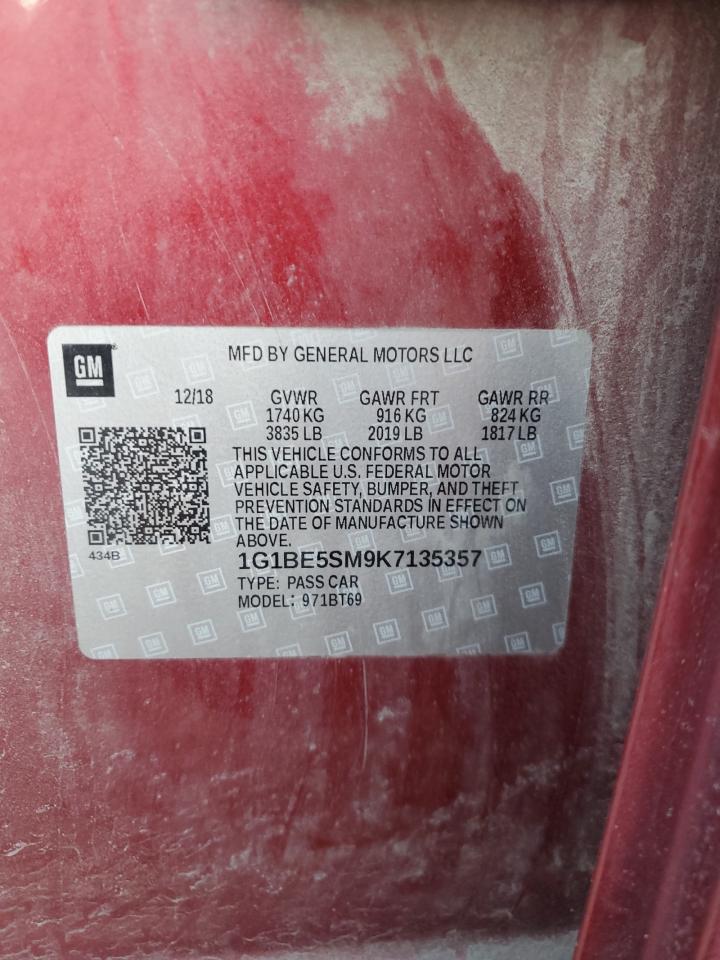 GM
MFD BY GENERAL MOTORS LLC
12/18 GVWR GAWR FRT GAWR RR
1740 KG 916 KG 824 KG
3835 LB 2019 LB 1817 LB
THIS VEHICLE CONFORMS TO ALL
APPLICABLE U.S. FEDERAL MOTOR
VEHICLE SAFETY, BUMPER, AND THEFT
PREVENTION STANDARDS IN EFFECT ON
THE DATE OF MANUFACTURE SHOWN
ABOVE.
434B
1G1BE5SM9K7135357
TYPE: PASS CAR
MODEL: 971BT69